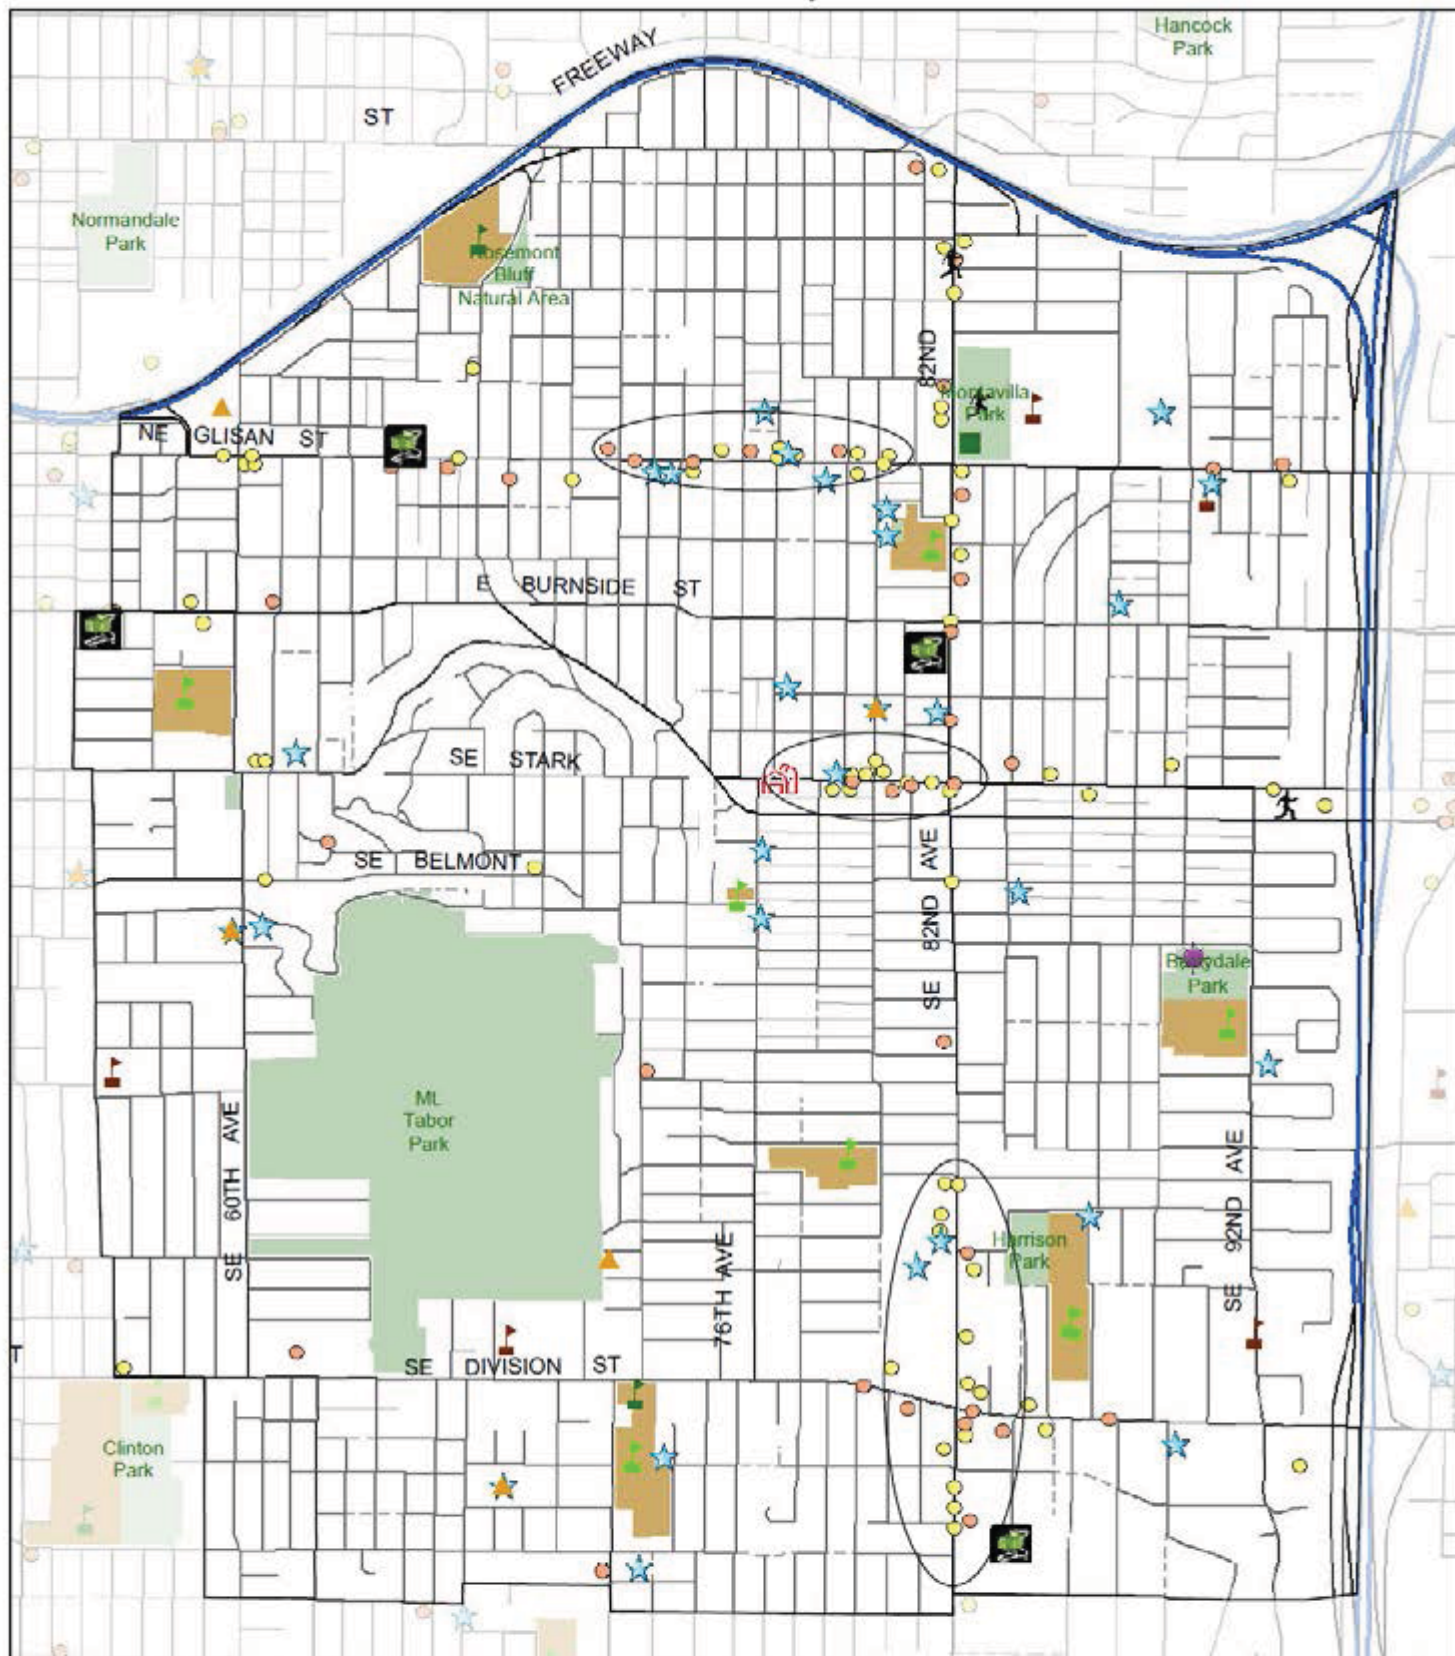 Hancock
Park
FREEWAY
ST
Normandale
Park
Rosemont
Bluff
Natural Area
82ND
Montavilla
Park
NE GLISAN ST
E BURNSIDE ST
SE STARK
SE BELMONT
SE 82ND AVE
Berrydale
Park
Mt.
Tabor
Park
SE 60TH AVE
76TH AVE
Harrison
Park
SE 92ND AVE
T
SE DIVISION ST
Clinton
Park